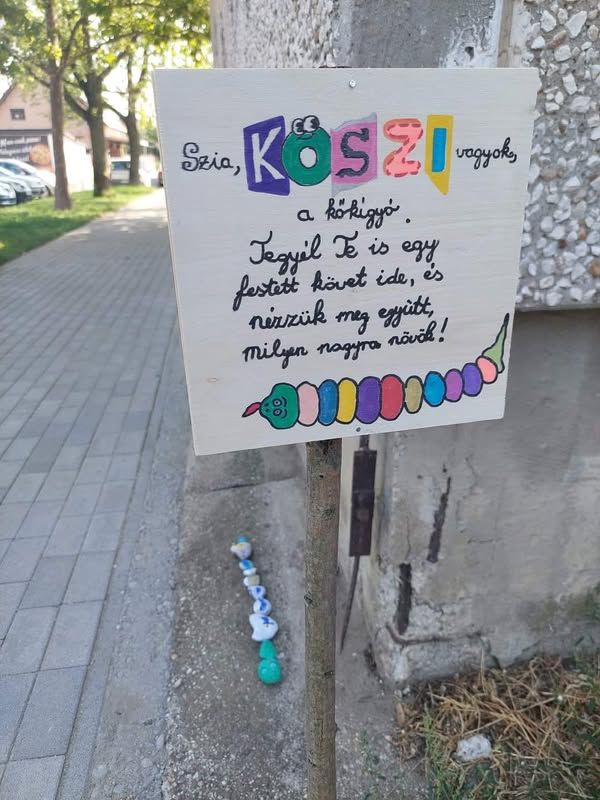 Szia, KŐSZI vagyok,
a kőkígyó.
Tegyél Te is egy
festett követ ide, és
nézzük meg együtt,
milyen nagyra növök!